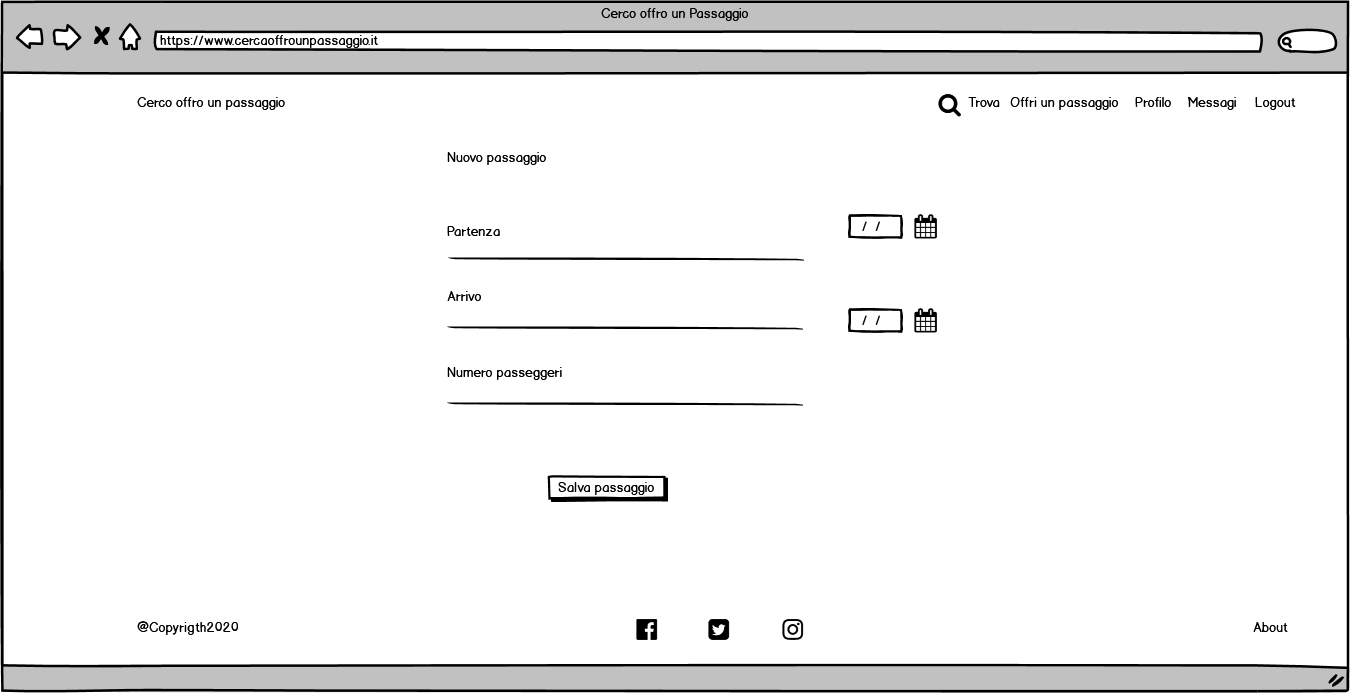 Cerco offro un Passaggio
https://www.cercaoffrounpassaggio.it
Cerco offro un passaggio
Trova Offri un passaggio Profilo Messagi Logout
Nuovo passaggio
/ /
Partenza
Arrivo
/ /
Numero passeggeri
Salva passaggio
@Copyrigth2020
About